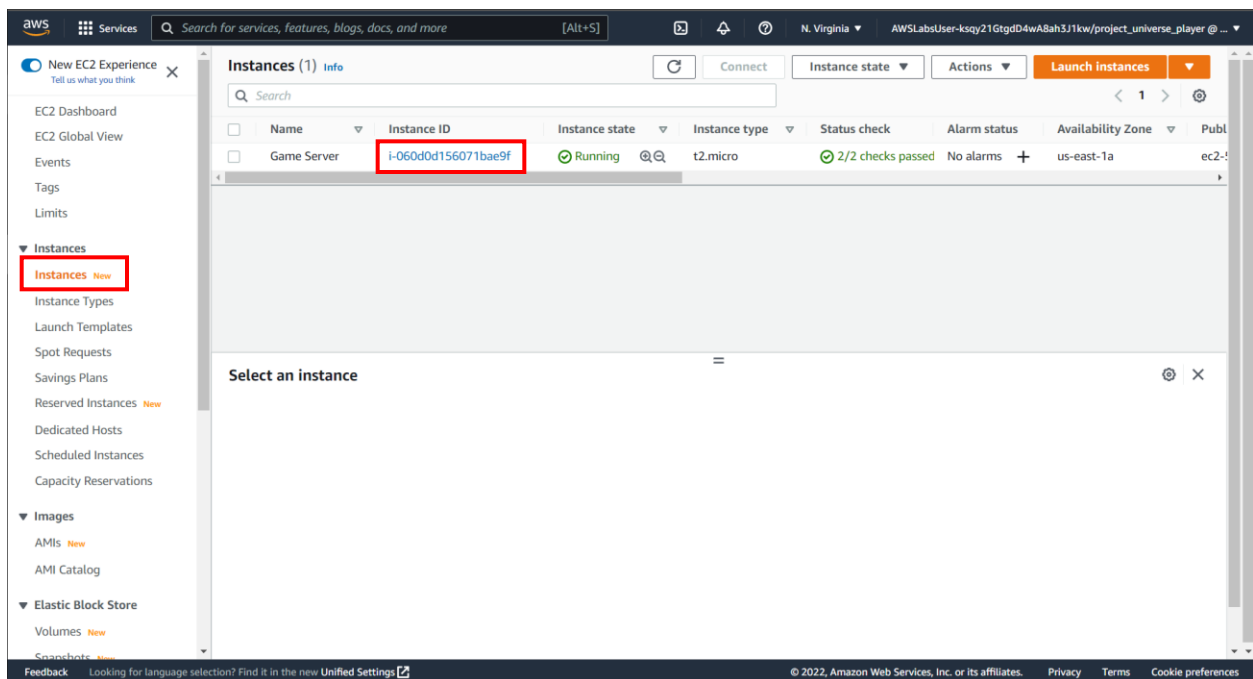 aws Services Search for services, features, blogs, docs, and more [Alt+S] N. Virginia ▼ AWSLabsUser-ksqy21GtgdD4wA8ah3J1kw/project_universe_player @ ... ▼
New EC2 Experience
Tell us what you think
EC2 Dashboard
EC2 Global View
Events
Tags
Limits
Instances
Instances New
Instance Types
Launch Templates
Spot Requests
Savings Plans
Reserved Instances New
Dedicated Hosts
Scheduled Instances
Capacity Reservations
Images
AMIs New
AMI Catalog
Elastic Block Store
Volumes New
Snapshots New
Instances (1) Info Connect Instance state ▼ Actions ▼ Launch instances ▼
Search < 1 >
Name Instance ID Instance state Instance type Status check Alarm status Availability Zone Publ
Game Server i-060d0d156071bae9f Running t2.micro 2/2 checks passed No alarms + us-east-1a ec2-5
Select an instance
Feedback Looking for language selection? Find it in the new Unified Settings © 2022, Amazon Web Services, Inc. or its affiliates. Privacy Terms Cookie preferences